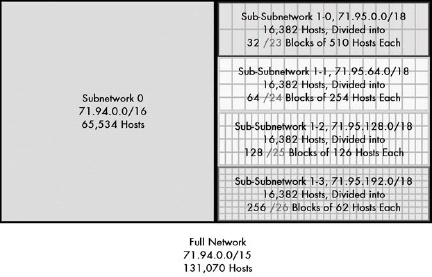 Subnetwork 0
71.94.0.0/16
65,534 Hosts
Sub-Subnetwork 1-0, 71.95.0.0/18
16,382 Hosts, Divided into
32 /23 Blocks of 510 Hosts Each
Sub-Subnetwork 1-1, 71.95.64.0/18
16,382 Hosts, Divided into
64 /24 Blocks of 254 Hosts Each
Sub-Subnetwork 1-2, 71.95.128.0/18
16,382 Hosts, Divided into
128 /25 Blocks of 126 Hosts Each
Sub-Subnetwork 1-3, 71.95.192.0/18
16,382 Hosts, Divided into
256 /26 Blocks of 62 Hosts Each
Full Network
71.94.0.0/15
131,070 Hosts